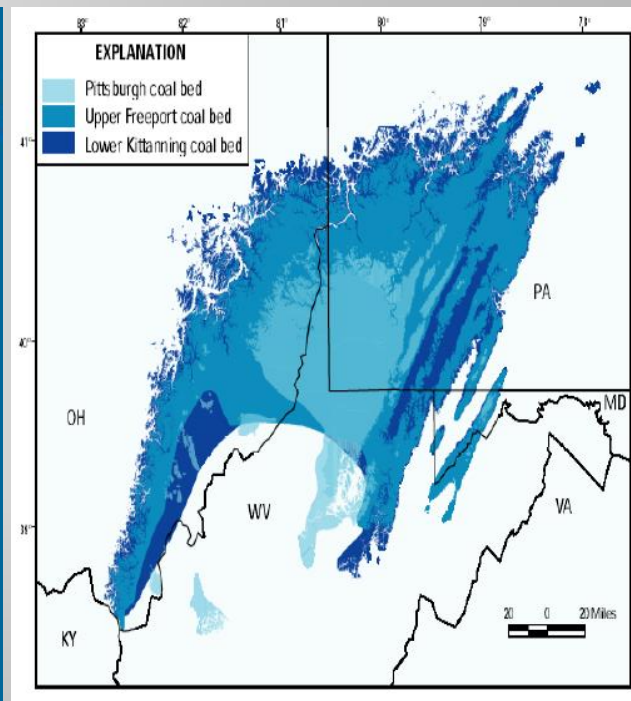 83° 82° 81° 80° 79° 78°
EXPLANATION
Pittsburgh coal bed
Upper Freeport coal bed
Lower Kittanning coal bed
41°
PA
40°
MD
OH
WV
VA
39°
20 0 20 Miles
KY